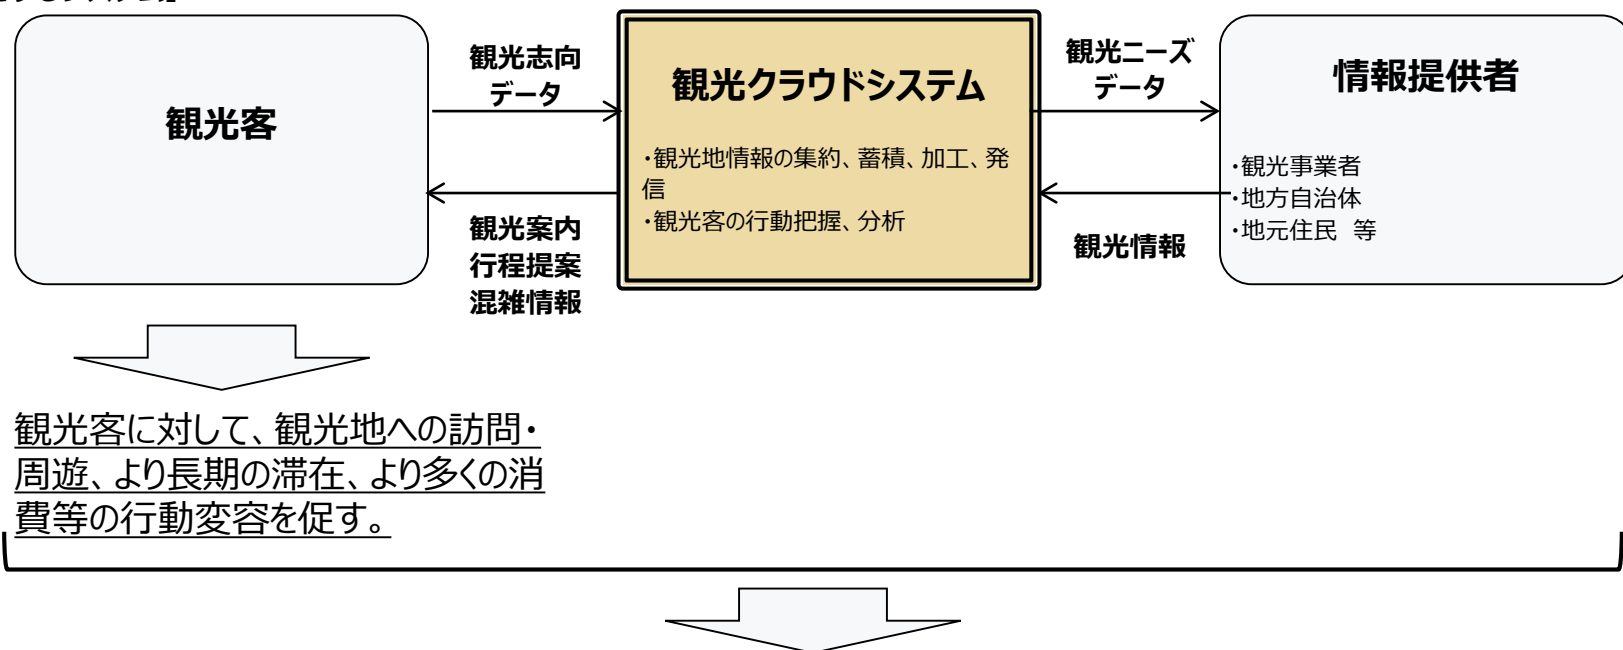 観光客
観光志向
データ
観光案内
行程提案
混雑情報
観光クラウドシステム
・観光地情報の集約、蓄積、加工、発
信
・観光客の行動把握、分析
観光ニーズ
データ
観光情報
情報提供者
・観光事業者
・地方自治体
・地元住民 等
観光客に対して、観光地への訪問・
周遊、より長期の滞在、より多くの消
費等の行動変容を促す。